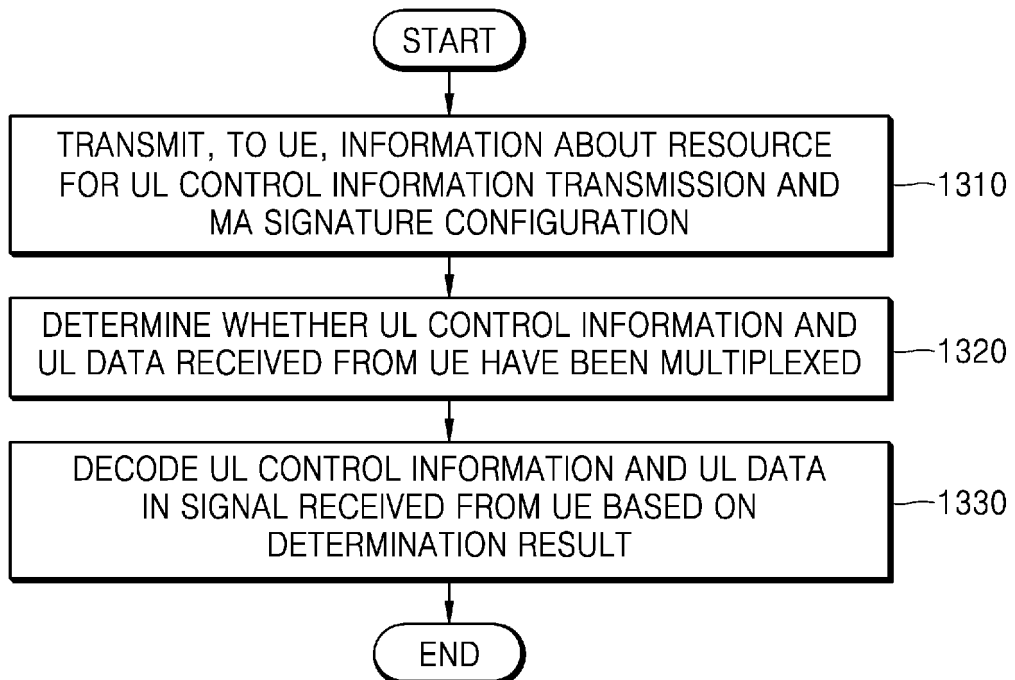 START
TRANSMIT, TO UE, INFORMATION ABOUT RESOURCE
FOR UL CONTROL INFORMATION TRANSMISSION AND
MA SIGNATURE CONFIGURATION
1310
DETERMINE WHETHER UL CONTROL INFORMATION AND
UL DATA RECEIVED FROM UE HAVE BEEN MULTIPLEXED
1320
DECODE UL CONTROL INFORMATION AND UL DATA
IN SIGNAL RECEIVED FROM UE BASED ON
DETERMINATION RESULT
1330
END